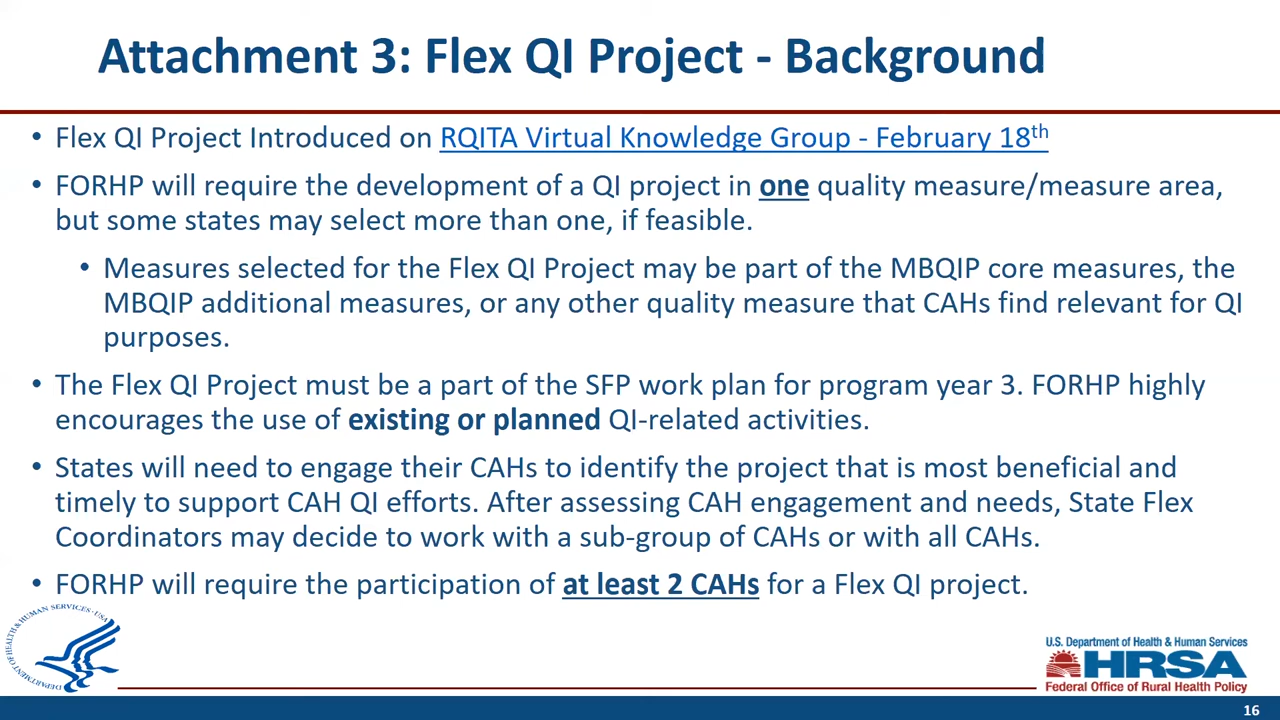 Attachment 3: Flex QI Project - Background
• Flex QI Project Introduced on RQITA Virtual Knowledge Group - February 18th
• FORHP will require the development of a QI project in one quality measure/measure area,
but some states may select more than one, if feasible.
• Measures selected for the Flex QI Project may be part of the MBQIP core measures, the
MBQIP additional measures, or any other quality measure that CAHs find relevant for QI
purposes.
• The Flex QI Project must be a part of the SFP work plan for program year 3. FORHP highly
encourages the use of existing or planned QI-related activities.
• States will need to engage their CAHs to identify the project that is most beneficial and
timely to support CAH QI efforts. After assessing CAH engagement and needs, State Flex
Coordinators may decide to work with a sub-group of CAHs or with all CAHs.
• FORHP will require the participation of at least 2 CAHs for a Flex QI project.
DEPARTMENT OF HEALTH & HUMAN SERVICES · USA
U.S. Department of Health & Human Services
HRSA
Federal Office of Rural Health Policy
16